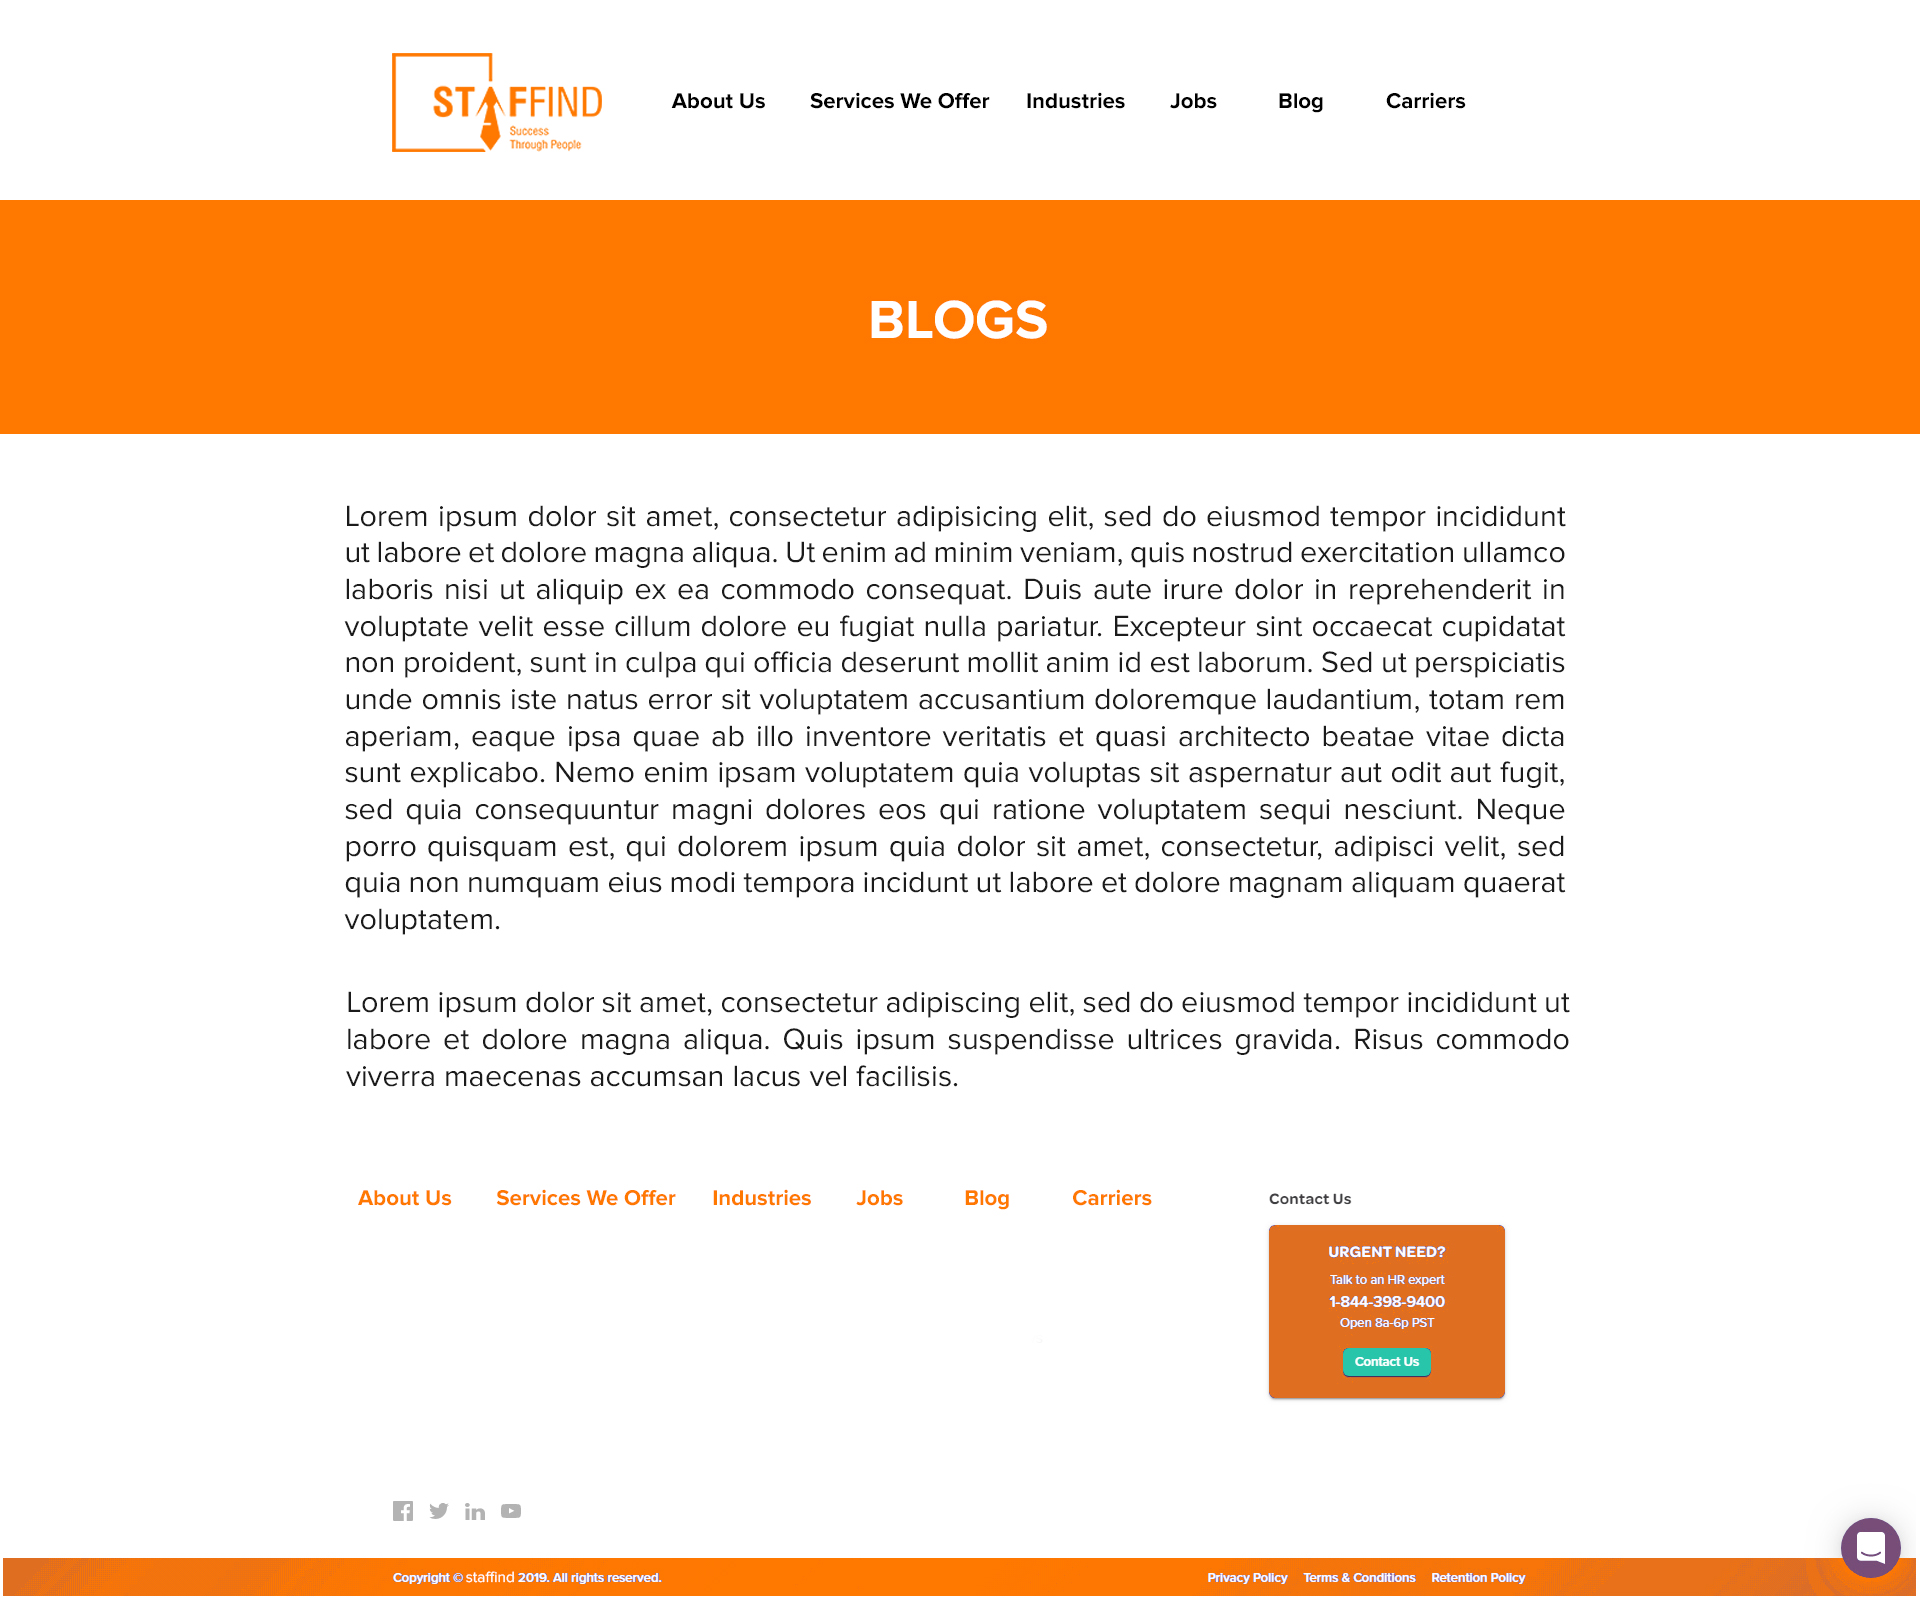 STAFFIND
Success
Through People
About Us Services We Offer Industries Jobs Blog Carriers
BLOGS
Lorem ipsum dolor sit amet, consectetur adipisicing elit, sed do eiusmod tempor incididunt
ut labore et dolore magna aliqua. Ut enim ad minim veniam, quis nostrud exercitation ullamco
laboris nisi ut aliquip ex ea commodo consequat. Duis aute irure dolor in reprehenderit in
voluptate velit esse cillum dolore eu fugiat nulla pariatur. Excepteur sint occaecat cupidatat
non proident, sunt in culpa qui officia deserunt mollit anim id est laborum. Sed ut perspiciatis
unde omnis iste natus error sit voluptatem accusantium doloremque laudantium, totam rem
aperiam, eaque ipsa quae ab illo inventore veritatis et quasi architecto beatae vitae dicta
sunt explicabo. Nemo enim ipsam voluptatem quia voluptas sit aspernatur aut odit aut fugit,
sed quia consequuntur magni dolores eos qui ratione voluptatem sequi nesciunt. Neque
porro quisquam est, qui dolorem ipsum quia dolor sit amet, consectetur, adipisci velit, sed
quia non numquam eius modi tempora incidunt ut labore et dolore magnam aliquam quaerat
voluptatem.
Lorem ipsum dolor sit amet, consectetur adipiscing elit, sed do eiusmod tempor incididunt ut
labore et dolore magna aliqua. Quis ipsum suspendisse ultrices gravida. Risus commodo
viverra maecenas accumsan lacus vel facilisis.
About Us Services We Offer Industries Jobs Blog Carriers
Contact Us
URGENT NEED?
Talk to an HR expert
1-844-398-9400
Open 8a-6p PST
Contact Us
Copyright © staffind 2019. All rights reserved.
Privacy Policy Terms & Conditions Retention Policy